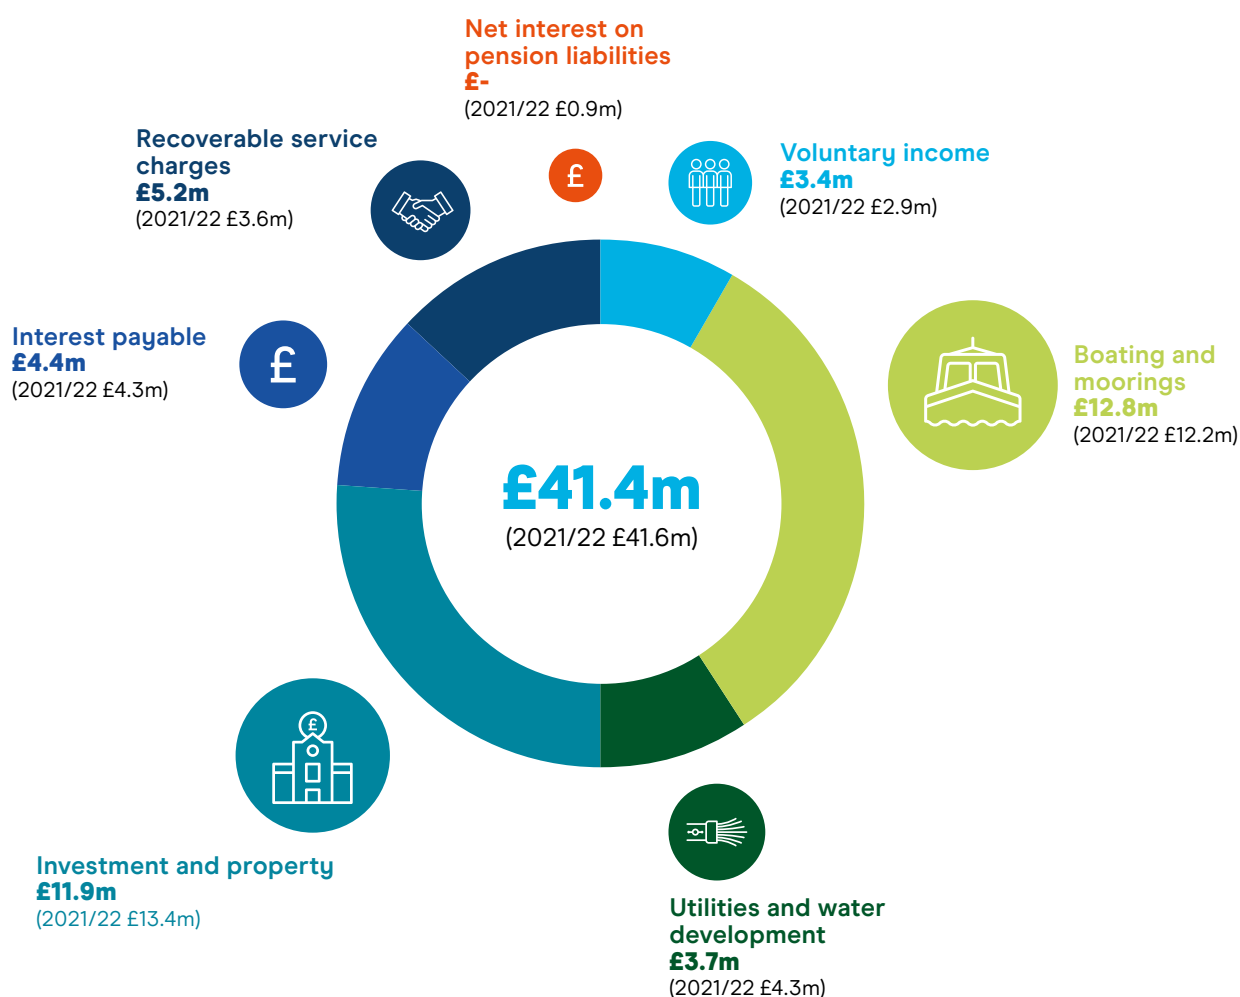 Net interest on
pension liabilities
£-
(2021/22 £0.9m)
£
Voluntary income
£3.4m
(2021/22 £2.9m)
Recoverable service
charges
£5.2m
(2021/22 £3.6m)
Interest payable
£4.4m
(2021/22 £4.3m)
£
Boating and
moorings
£12.8m
(2021/22 £12.2m)
£41.4m
(2021/22 £41.6m)
£
Investment and property
£11.9m
(2021/22 £13.4m)
Utilities and water
development
£3.7m
(2021/22 £4.3m)